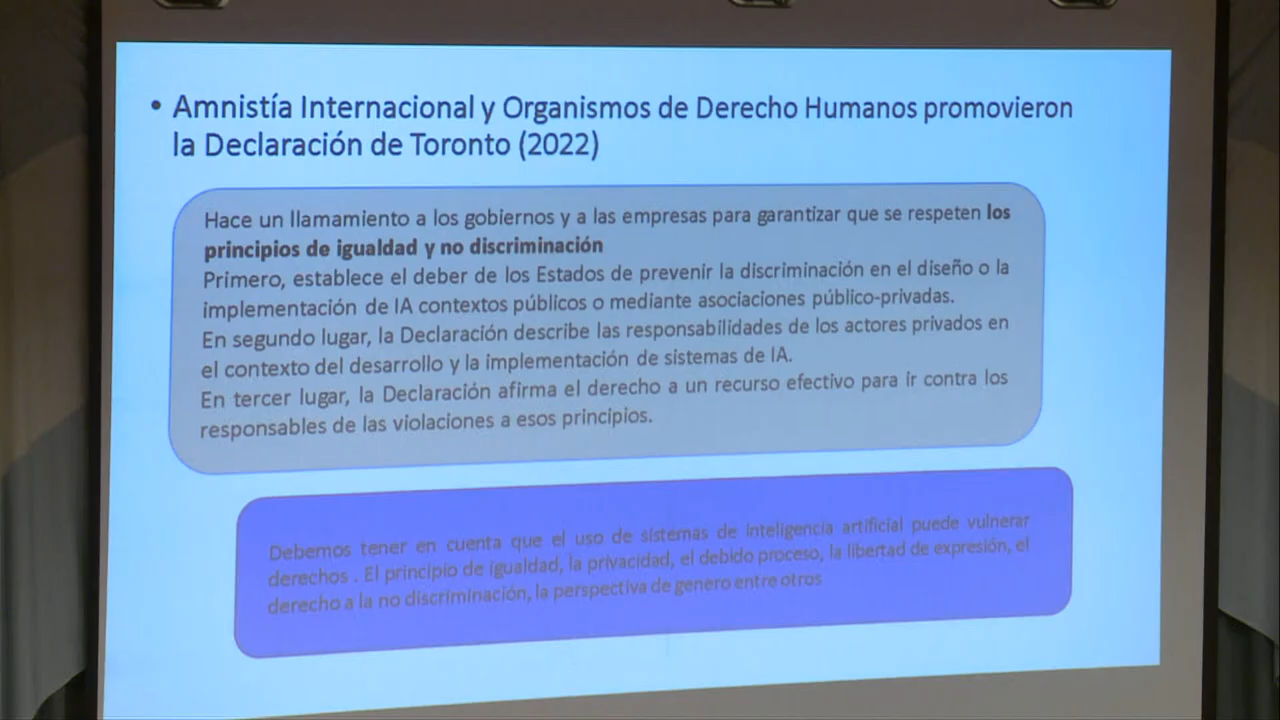 • Amnistía Internacional y Organismos de Derecho Humanos promovieron
la Declaración de Toronto (2022)
Hace un llamamiento a los gobiernos y a las empresas para garantizar que se respeten los
principios de igualdad y no discriminación
Primero, establece el deber de los Estados de prevenir la discriminación en el diseño o la
implementación de IA contextos públicos o mediante asociaciones público-privadas.
En segundo lugar, la Declaración describe las responsabilidades de los actores privados en
el contexto del desarrollo y la implementación de sistemas de IA.
En tercer lugar, la Declaración afirma el derecho a un recurso efectivo para ir contra los
responsables de las violaciones a esos principios.
Debemos tener en cuenta que el uso de sistemas de inteligencia artificial puede vulnerar
derechos . El principio de igualdad, la privacidad, el debido proceso, la libertad de expresión, el
derecho a la no discriminación, la perspectiva de genero entre otros